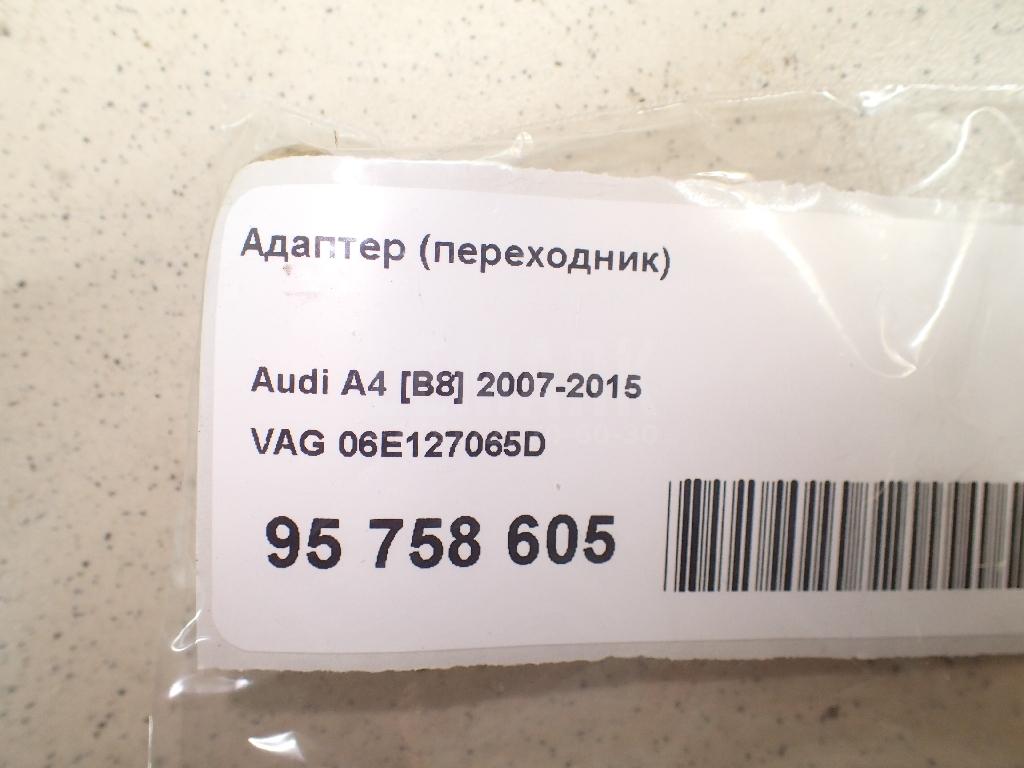 Адаптер (переходник)
Audi A4 [B8] 2007-2015
VAG 06E127065D
95 758 605